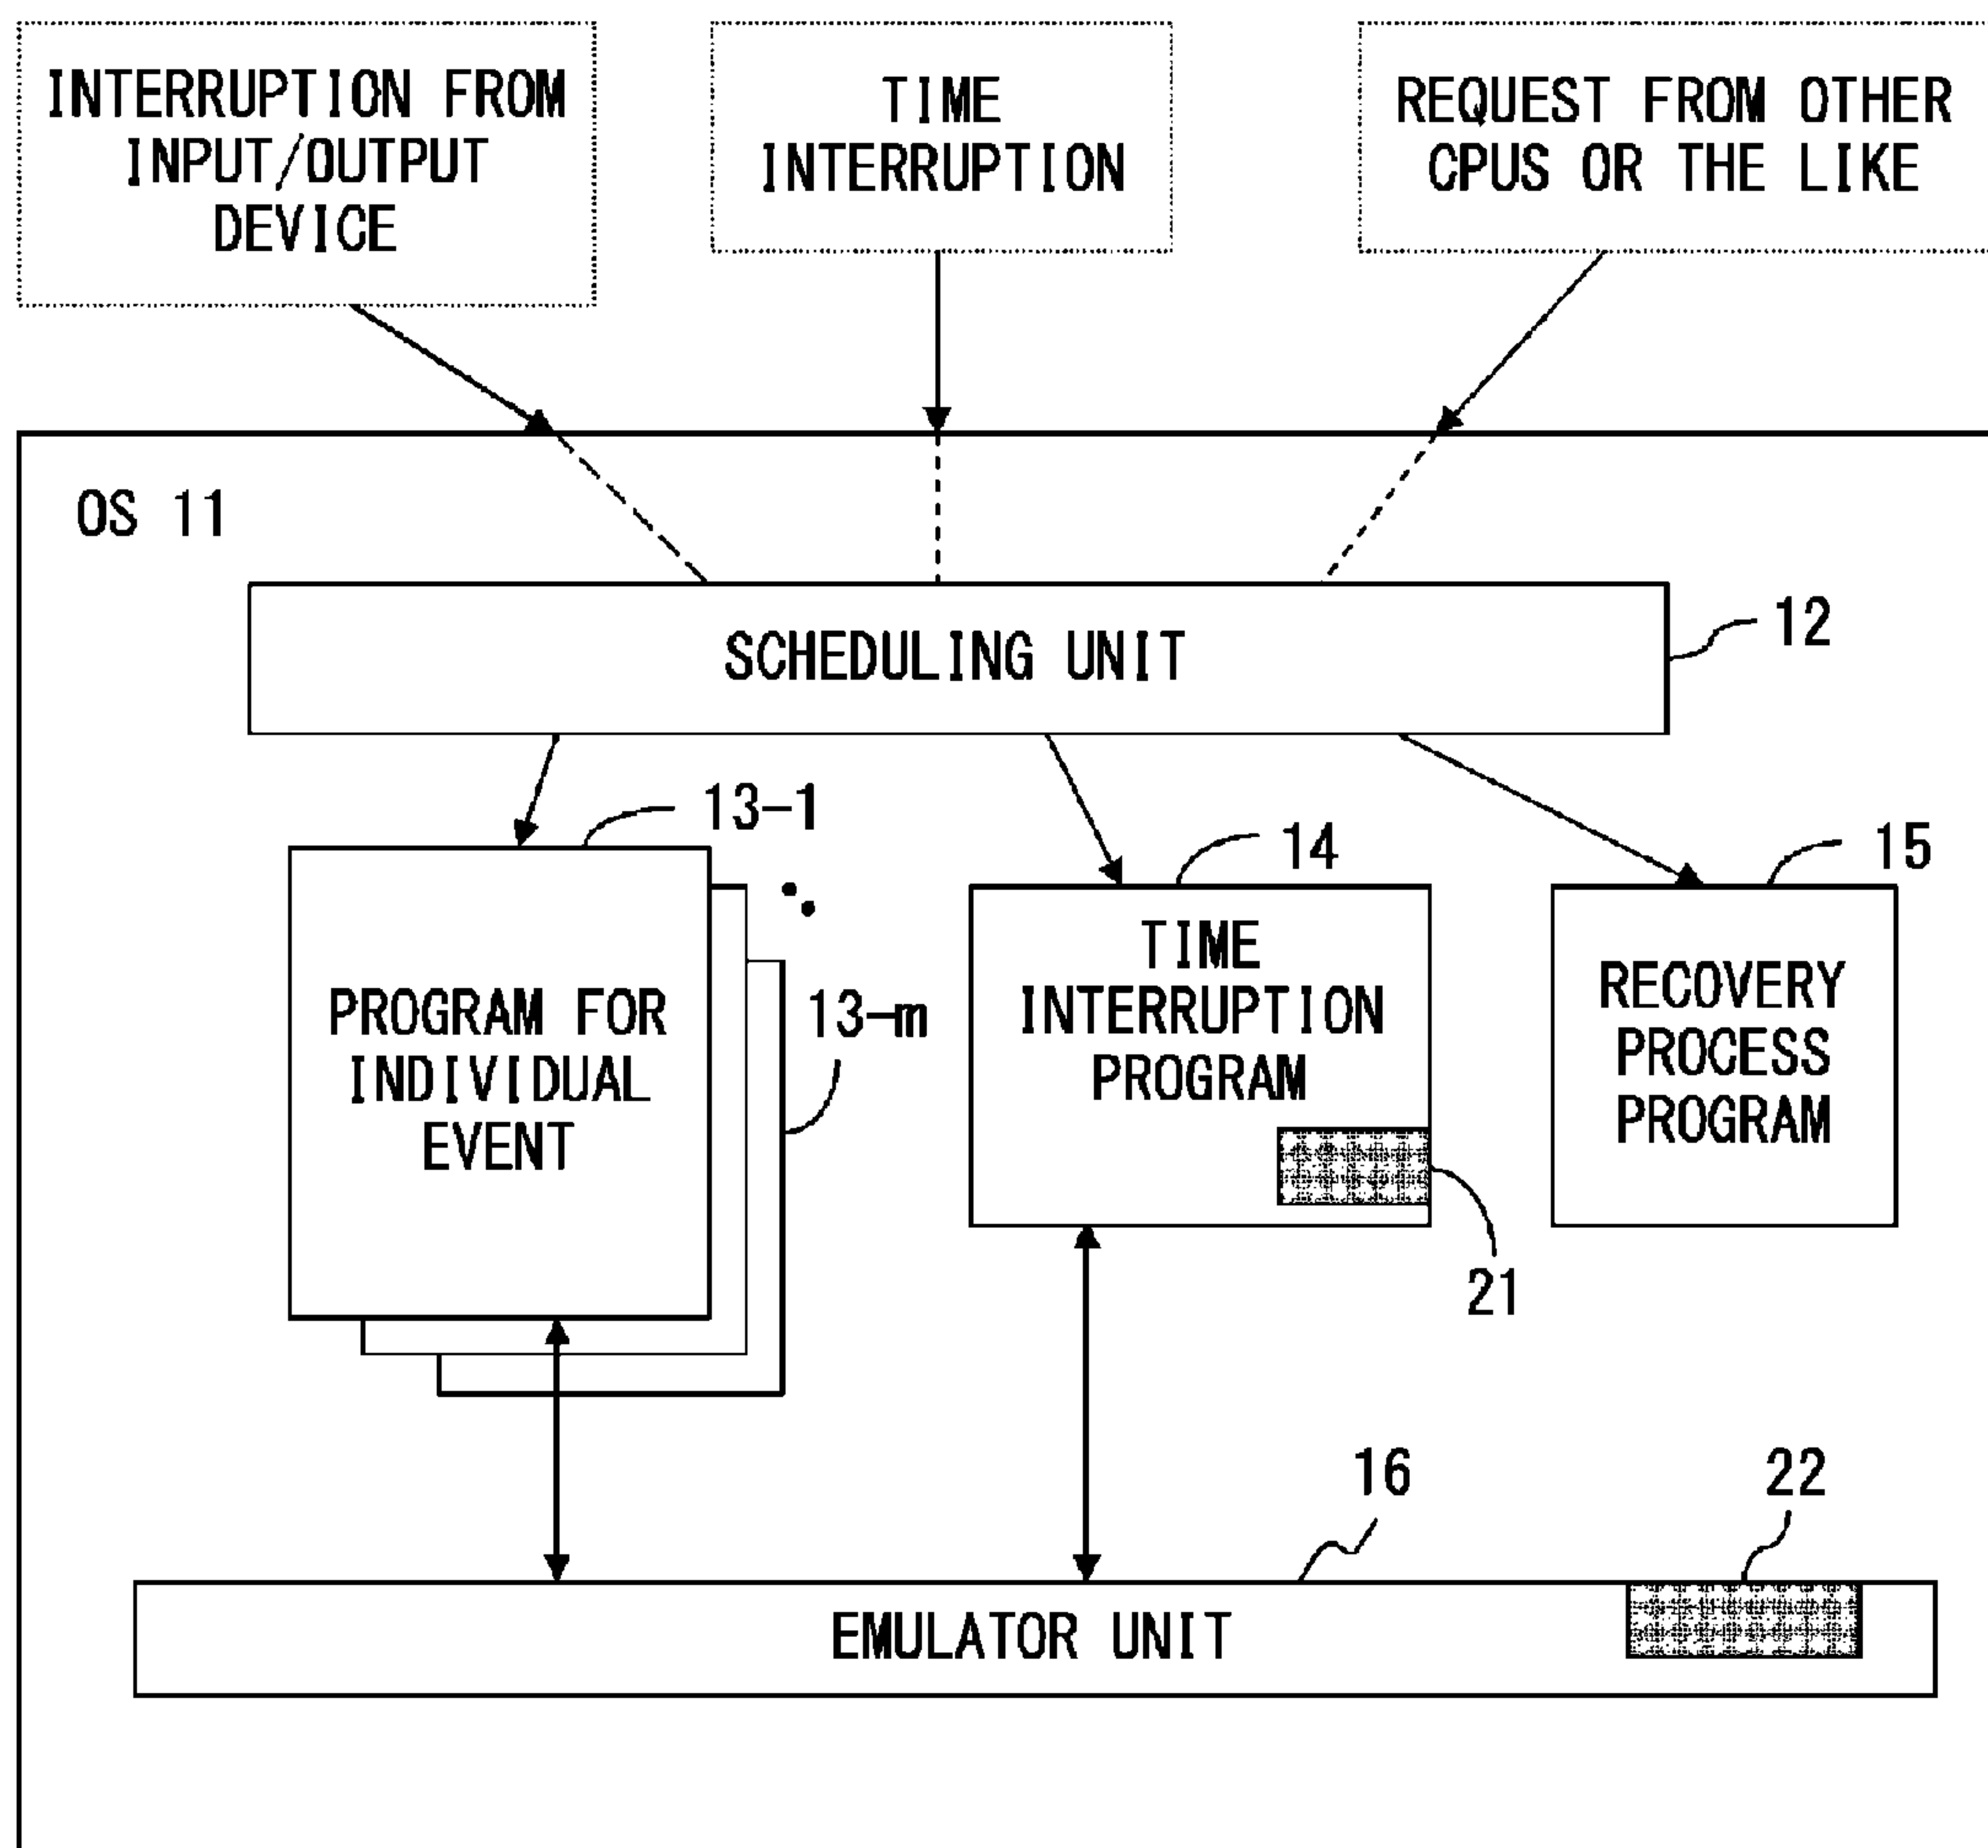 INTERRUPTION FROM
INPUT/OUTPUT
DEVICE
TIME
INTERRUPTION
REQUEST FROM OTHER
CPUS OR THE LIKE
OS 11
SCHEDULING UNIT
12
13-1
14
15
PROGRAM FOR
INDIVIDUAL
EVENT
13-m
TIME
INTERRUPTION
PROGRAM
RECOVERY
PROCESS
PROGRAM
21
16
22
EMULATOR UNIT